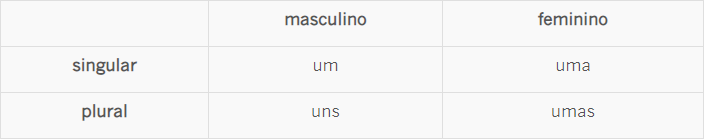 masculino feminino
singular um uma
plural uns umas